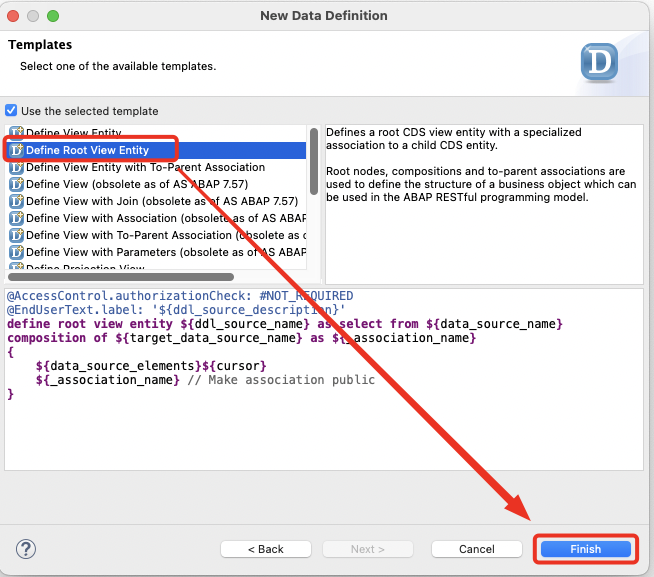 New Data Definition
Templates
Select one of the available templates.
D
Use the selected template
Define View Entity
Define Root View Entity
Define View Entity with To-Parent Association
Define View (obsolete as of AS ABAP 7.57)
Define View with Join (obsolete as of AS ABAP 7.57)
Define View with Association (obsolete as of AS ABAP
Define View with To-Parent Association (obsolete as o
Define View with Parameters (obsolete as of AS ABAP
Define Projection View
Defines a root CDS view entity with a specialized
association to a child CDS entity.
Root nodes, compositions and to-parent associations are
used to define the structure of a business object which can
be used in the ABAP RESTful programming model.
@AccessControl.authorizationCheck: #NOT_REQUIRED
@EndUserText.label: '${ddl_source_description}'
define root view entity ${ddl_source_name} as select from ${data_source_name}
composition of ${target_data_source_name} as ${_association_name}
{
    ${data_source_elements}${cursor}
    ${_association_name} // Make association public
}
?
< Back
Next >
Cancel
Finish